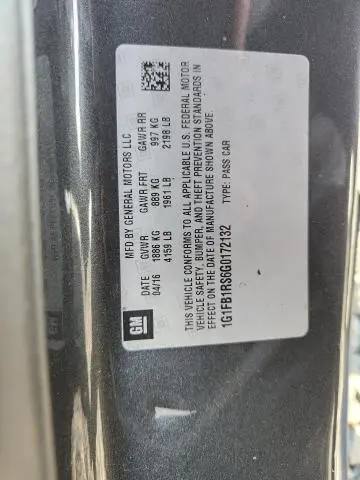 MFD BY GENERAL MOTORS LLC
DATE GVWR GAWR FRT GAWR RR
04/16 1886 KG 889 KG 997 KG
4159 LB 1961 LB 2198 LB
THIS VEHICLE CONFORMS TO ALL APPLICABLE U.S. FEDERAL MOTOR
VEHICLE SAFETY, BUMPER, AND THEFT PREVENTION STANDARDS IN
EFFECT ON THE DATE OF MANUFACTURE SHOWN ABOVE.
1G1FB1RS6G0172132 TYPE: PASS CAR
GM